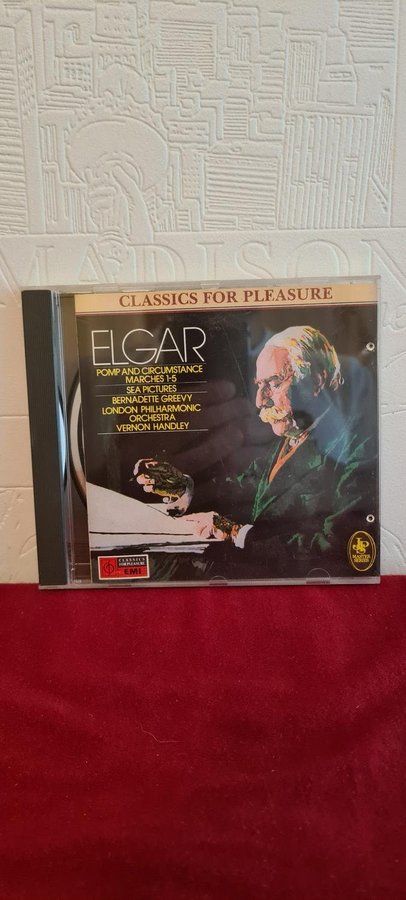 MADISON
CLASSICS FOR PLEASURE
ELGAR
POMP AND CIRCUMSTANCE
MARCHES 1-5
SEA PICTURES
BERNADETTE GREEVY
LONDON PHILHARMONIC
ORCHESTRA
VERNON HANDLEY
CLASSICS
FOR PLEASURE
EMI
MASTER
SERIES